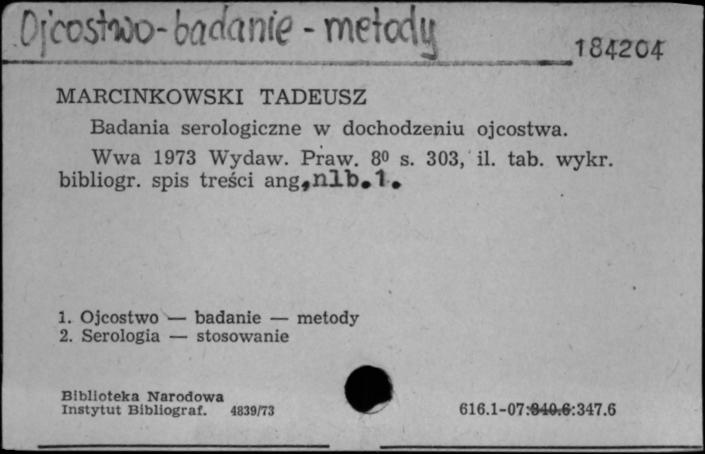 Ojcostwo - badanie - metody
184204
MARCINKOWSKI TADEUSZ
Badania serologiczne w dochodzeniu ojcostwa.
Wwa 1973 Wydaw. Praw. 8⁰ s. 303, il. tab. wykr.
bibliogr. spis treści ang,nlb.1.
1. Ojcostwo — badanie — metody
2. Serologia — stosowanie
Biblioteka Narodowa
Instytut Bibliograf. 4839/73
616.1-07:840.6:347.6